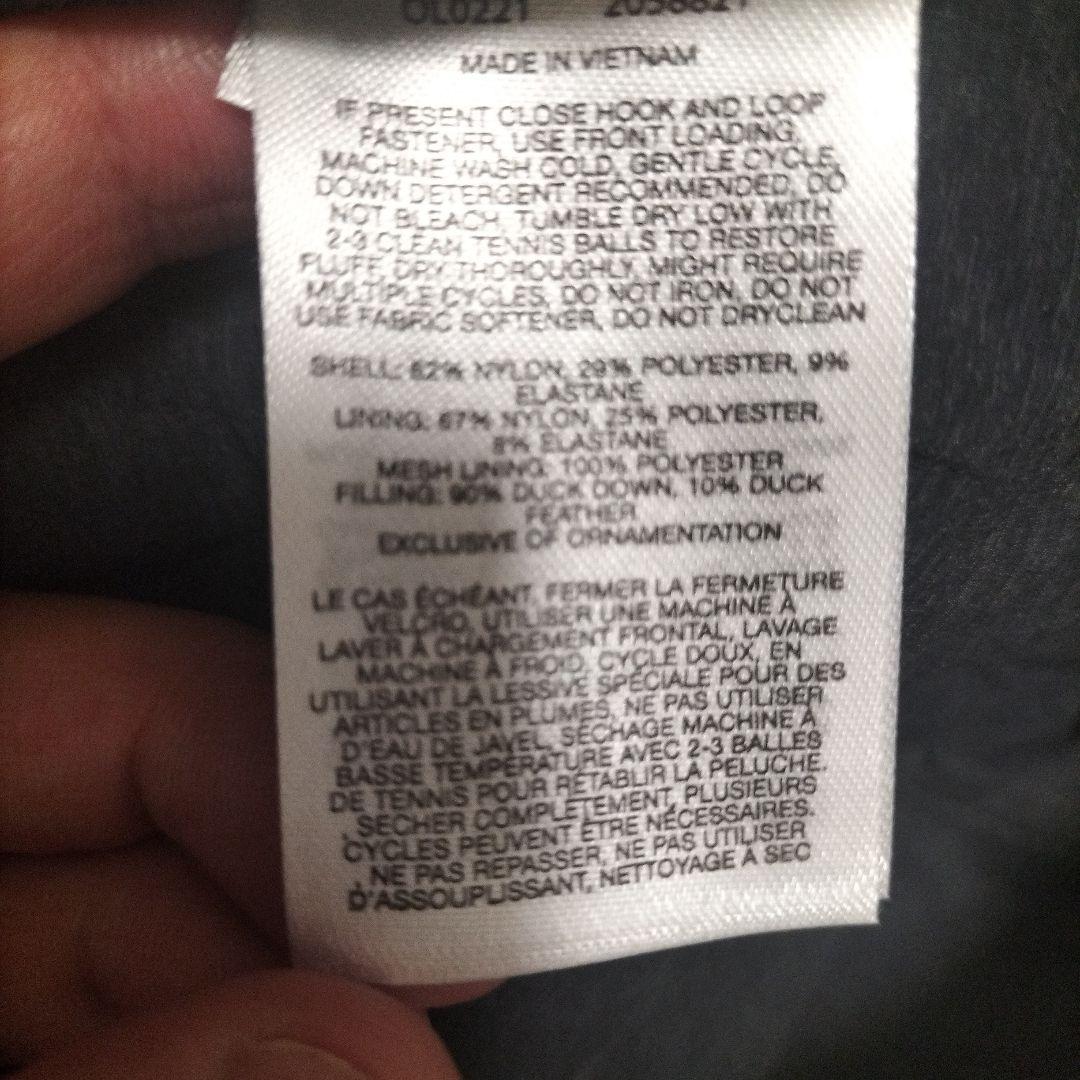 OL0221 2058821
MADE IN VIETNAM
IF PRESENT CLOSE HOOK AND LOOP
FASTENER, USE FRONT LOADING,
MACHINE WASH COLD, GENTLE CYCLE,
DOWN DETERGENT RECOMMENDED, DO
NOT BLEACH, TUMBLE DRY LOW WITH
2-3 CLEAN TENNIS BALLS TO RESTORE
FLUFF, DRY THOROUGHLY, MIGHT REQUIRE
MULTIPLE CYCLES, DO NOT IRON, DO NOT
USE FABRIC SOFTENER, DO NOT DRYCLEAN
SHELL: 62% NYLON, 29% POLYESTER, 9%
ELASTANE
LINING: 67% NYLON, 25% POLYESTER,
8% ELASTANE
MESH LINING: 100% POLYESTER
FILLING: 90% DUCK DOWN, 10% DUCK
FEATHER
EXCLUSIVE OF ORNAMENTATION
LE CAS ÉCHÉANT, FERMER LA FERMETURE
VELCRO, UTILISER UNE MACHINE À
LAVER À CHARGEMENT FRONTAL, LAVAGE
MACHINE À FROID, CYCLE DOUX, EN
UTILISANT LA LESSIVE SPÉCIALE POUR DES
ARTICLES EN PLUMES, NE PAS UTILISER
D'EAU DE JAVEL, SÉCHAGE MACHINE À
BASSE TEMPÉRATURE AVEC 2-3 BALLES
DE TENNIS POUR RÉTABLIR LA PELUCHE.
SÉCHER COMPLÈTEMENT, PLUSIEURS
CYCLES PEUVENT ÊTRE NÉCESSAIRES.
NE PAS REPASSER, NE PAS UTILISER
D'ASSOUPLISSANT, NETTOYAGE À SEC